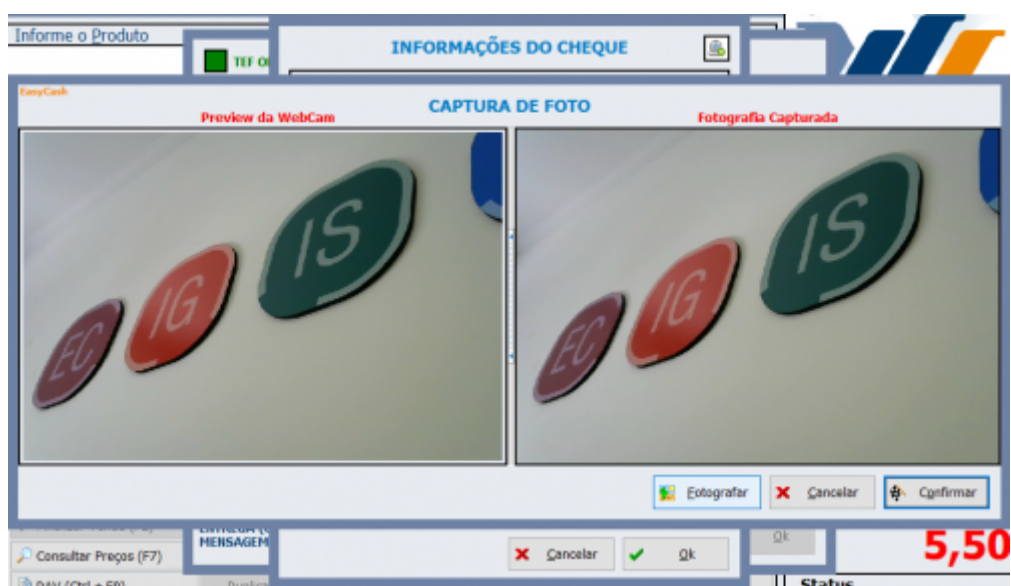 Informe o Produto
INFORMAÇÕES DO CHEQUE
EasyCash
CAPTURA DE FOTO
Preview da WebCam
Fotografia Capturada
EC
IG
IS
EC
IG
IS
Fotografar
Cancelar
Confirmar
MENSAGEM
Ok
Consultar Preços (F7)
Cancelar
Ok
5,50
Status